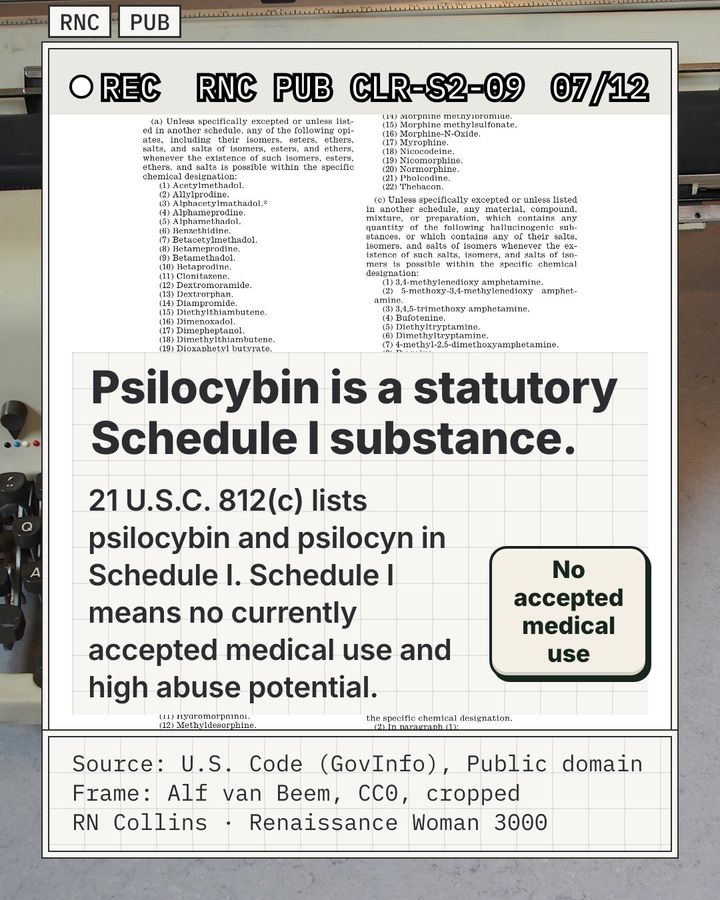 RNC PUB
REC RNC PUB CLR-S2-09 07/12
(a) Unless specifically excepted or unless list-
ed in another schedule, any of the following opi-
ates, including their isomers, esters, ethers,
salts, and salts of isomers, esters, and ethers,
whenever the existence of such isomers, esters,
ethers, and salts is possible within the specific
chemical designation:
(1) Acetylmethadol.
(2) Allylprodine.
(3) Alphacetylmathadol.²
(4) Alphameprodine.
(5) Alphamethadol.
(6) Benzethidine.
(7) Betacetylmethadol.
(8) Betameprodine.
(9) Betamethadol.
(10) Betaprodine.
(11) Clonitazene.
(12) Dextromoramide.
(13) Dextrorphan.
(14) Diampromide.
(15) Diethylthiambutene.
(16) Dimenoxadol.
(17) Dimepheptanol.
(18) Dimethylthiambutene.
(19) Dioxaphetyl butyrate.
(14) Morphine methylbromide.
(15) Morphine methylsulfonate.
(16) Morphine-N-Oxide.
(17) Myrophine.
(18) Nicocodeine.
(19) Nicomorphine.
(20) Normorphine.
(21) Pholcodine.
(22) Thebacon.
(c) Unless specifically excepted or unless listed
in another schedule, any material, compound,
mixture, or preparation, which contains any
quantity of the following hallucinogenic sub-
stances, or which contains any of their salts,
isomers, and salts of isomers whenever the ex-
istence of such salts, isomers, and salts of iso-
mers is possible within the specific chemical
designation:
(1) 3,4-methylenedioxy amphetamine.
(2) 5-methoxy-3,4-methylenedioxy amphet-
amine.
(3) 3,4,5-trimethoxy amphetamine.
(4) Bufotenine.
(5) Diethyltryptamine.
(6) Dimethyltryptamine.
(7) 4-methyl-2,5-dimethoxyamphetamine.
Psilocybin is a statutory
Schedule I substance.
21 U.S.C. 812(c) lists
psilocybin and psilocyn in
Schedule I. Schedule I
means no currently
accepted medical use and
high abuse potential.
No
accepted
medical
use
(11) Hydromorphinol.
(12) Methyldesorphine.
the specific chemical designation.
(2) In paragraph (1):
Source: U.S. Code (GovInfo), Public domain
Frame: Alf van Beem, CC0, cropped
RN Collins · Renaissance Woman 3000
Q
A